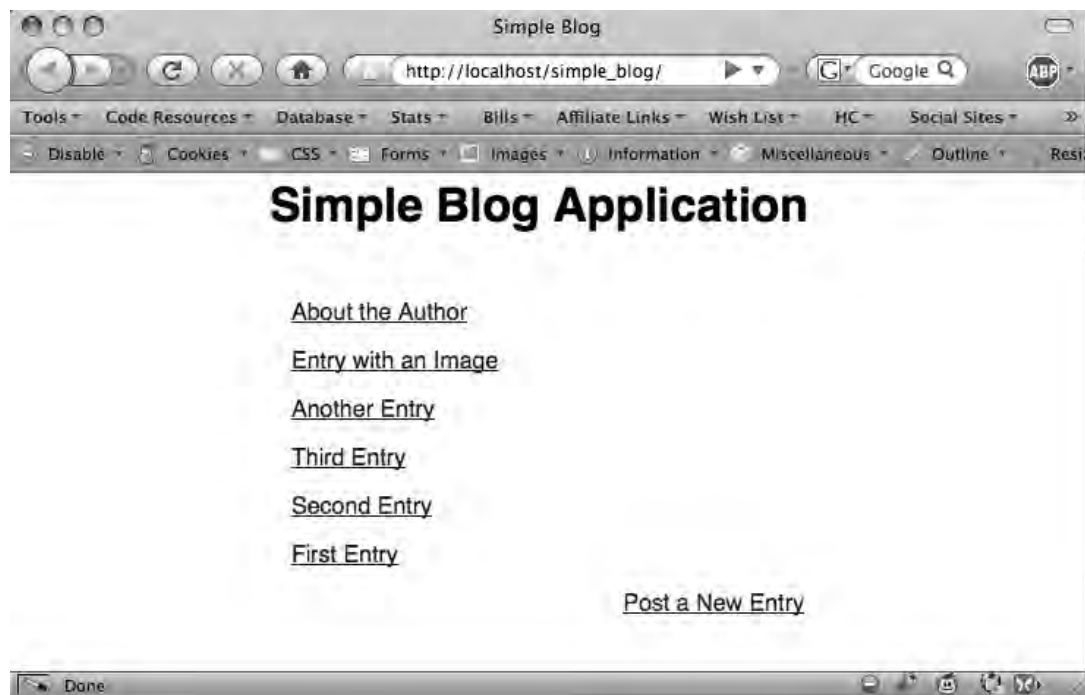 Simple Blog
http://localhost/simple_blog/ G Google ABP
Tools Code Resources Database Stats Bills Affiliate Links Wish List HC Social Sites »
Disable Cookies CSS Forms Images Information Miscellaneous Outline Resi
Simple Blog Application
About the Author
Entry with an Image
Another Entry
Third Entry
Second Entry
First Entry
Post a New Entry
Done